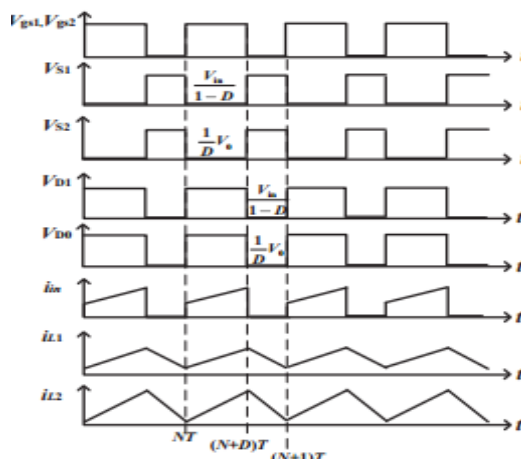 Vgs1,Vgs2
t
VS1
Vin
1−D
t
VS2
1
D
Vo
t
VD1
Vin
1−D
t
VD0
1
D
Vo
t
iin
t
iL1
t
iL2
t
NT
(N+D)T
(N+1)T